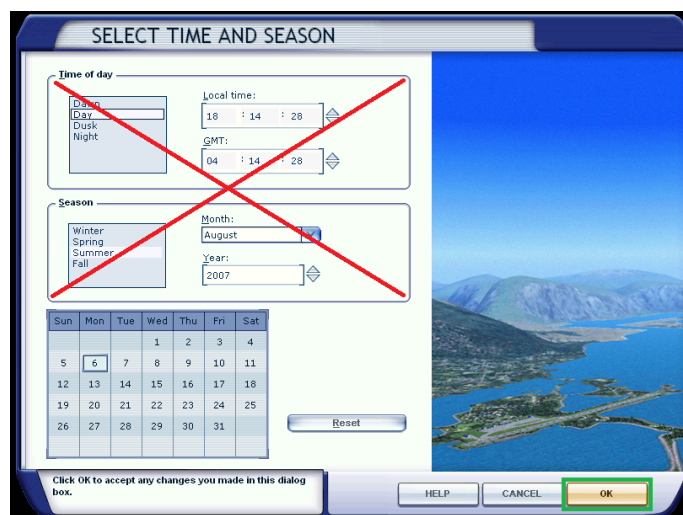 SELECT TIME AND SEASON
Time of day
Dawn
Day
Dusk
Night
Local time:
18 : 14 : 28
GMT:
04 : 14 : 28
Season
Winter
Spring
Summer
Fall
Month:
August
Year:
2007
Sun Mon Tue Wed Thu Fri Sat
1 2 3 4
5 6 7 8 9 10 11
12 13 14 15 16 17 18
19 20 21 22 23 24 25
26 27 28 29 30 31
Reset
Click OK to accept any changes you made in this dialog
box.
HELP CANCEL OK